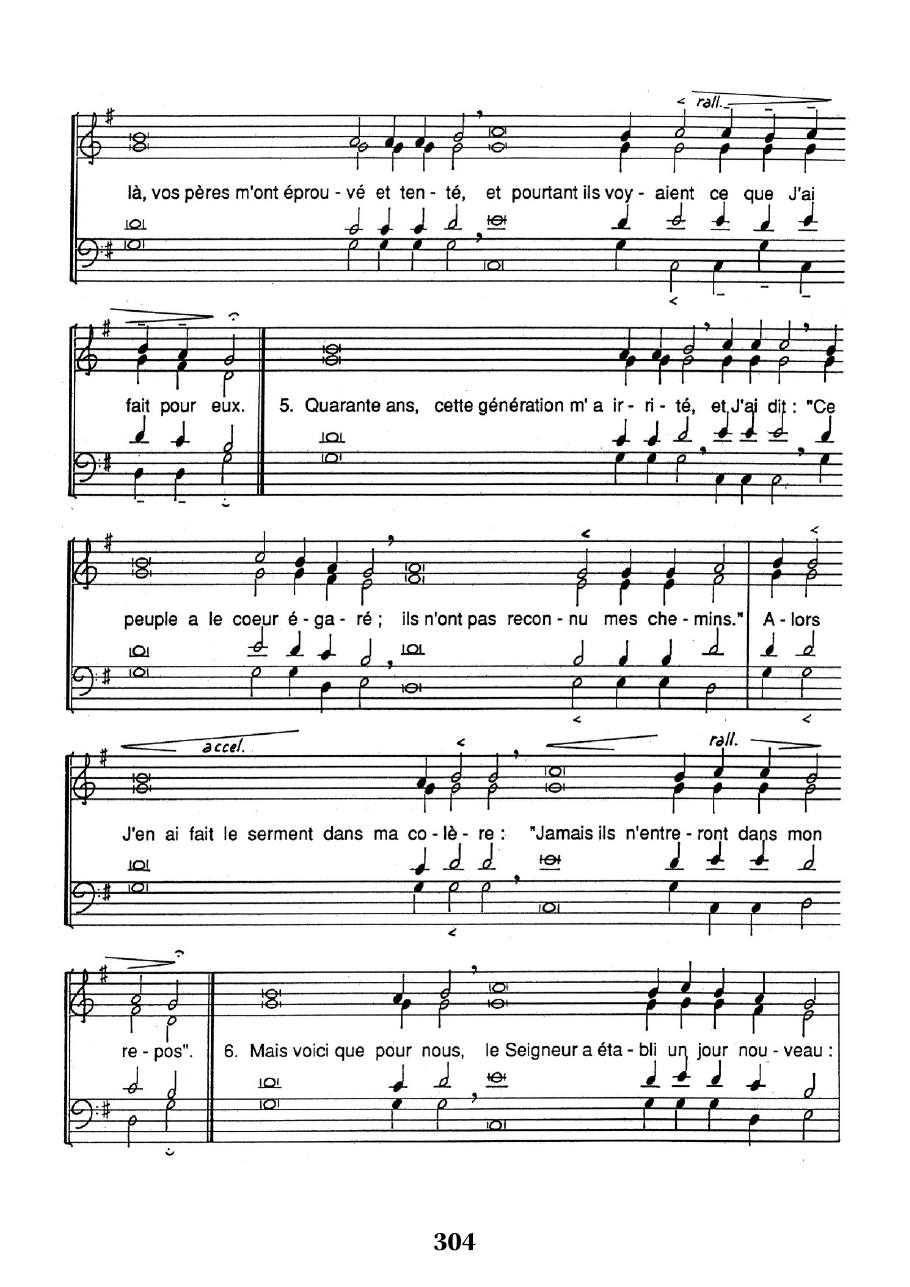 rall.
là, vos pères m'ont éprou - vé et ten - té, et pourtant ils voy - aient ce que J'ai
fait pour eux. 5. Quarante ans, cette génération m' a ir - ri - té, et J'ai dit : "Ce
peuple a le coeur é - ga - ré ; ils n'ont pas recon - nu mes che - mins." A - lors
accel. rall.
J'en ai fait le serment dans ma co - lè - re : "Jamais ils n'entre - ront dans mon
re - pos". 6. Mais voici que pour nous, le Seigneur a éta - bli un jour nou - veau :
304